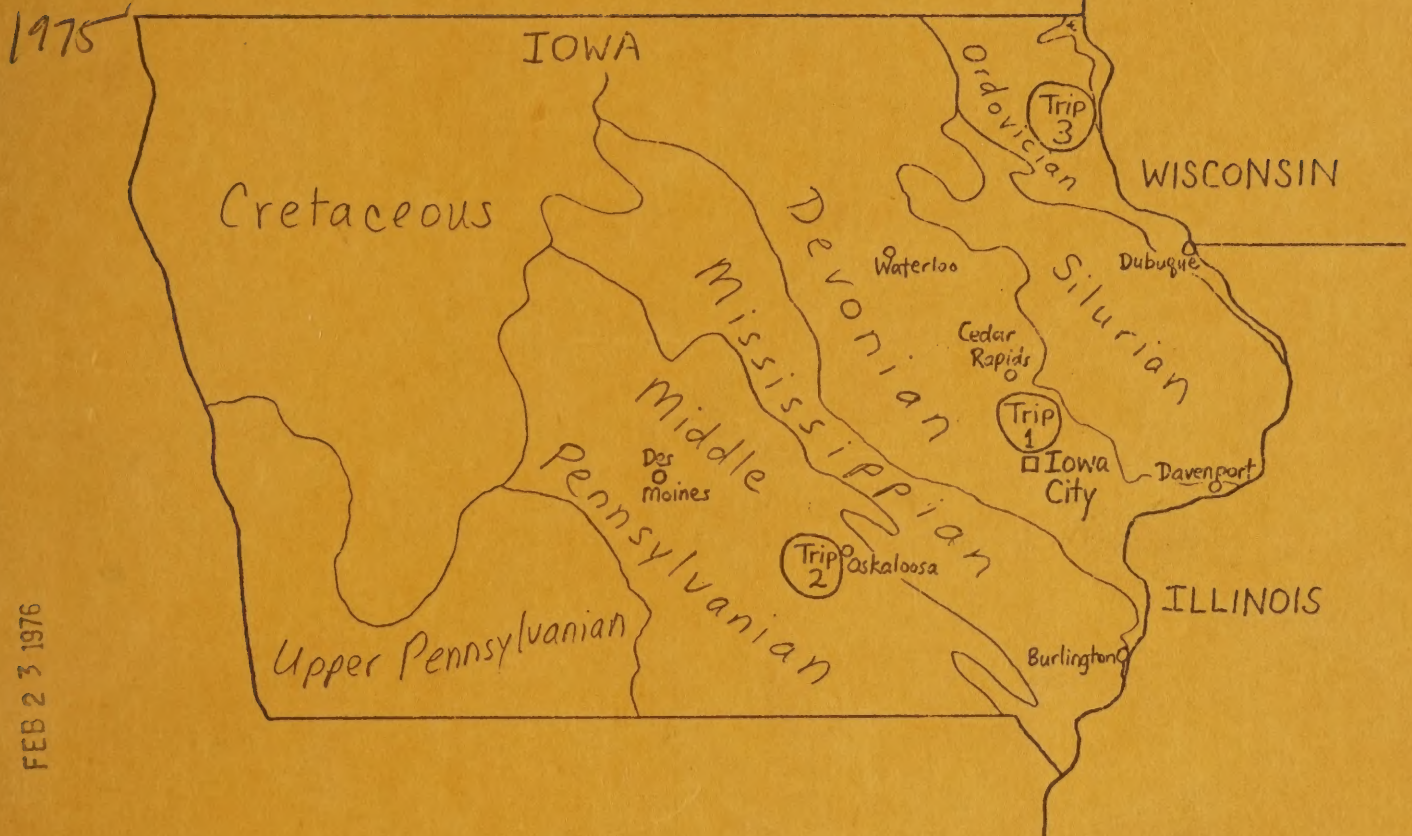 1975
IOWA
Ordovician
Trip
3
WISCONSIN
Cretaceous
Devonian
Waterloo
Dubuque
Silurian
Mississippian
Cedar
Rapids
Trip
1
Iowa
City
Davenport
Middle
Pennsylvanian
Des
Moines
Trip
2
Oskaloosa
ILLINOIS
Upper Pennsylvanian
Burlington
FEB 23 1976